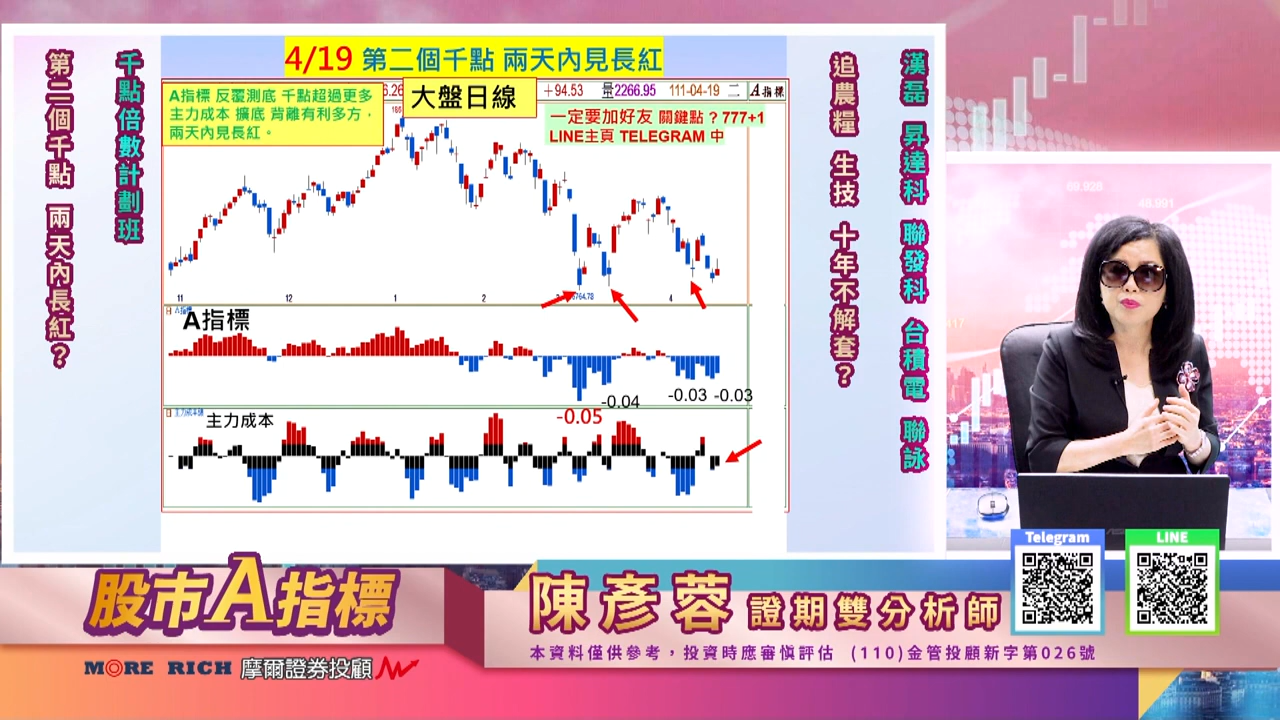 4/19 第二個千點 兩天內見長紅
第二個千點 兩天內長紅？
千點倍數計劃班
A指標 反覆測底 千點超過更多
主力成本 擴底 背離有利多方，
兩天內見長紅。
大盤日線
+94.53 量2266.95 111-04-19 二 A指標
一定要加好友 關鍵點？777+1
LINE主頁 TELEGRAM 中
追農糧 生技 十年不解套？
漢磊 昇達科 聯發科 台積電 聯詠
11 12 1 2 4
A指標
-0.05 -0.04 -0.03 -0.03
主力成本
60.926
48.991
Telegram
LINE
股市A指標
MORE RICH 摩爾證券投顧
陳彥蓉 證期雙分析師
本資料僅供參考，投資時應審慎評估 (110)金管投顧新字第026號